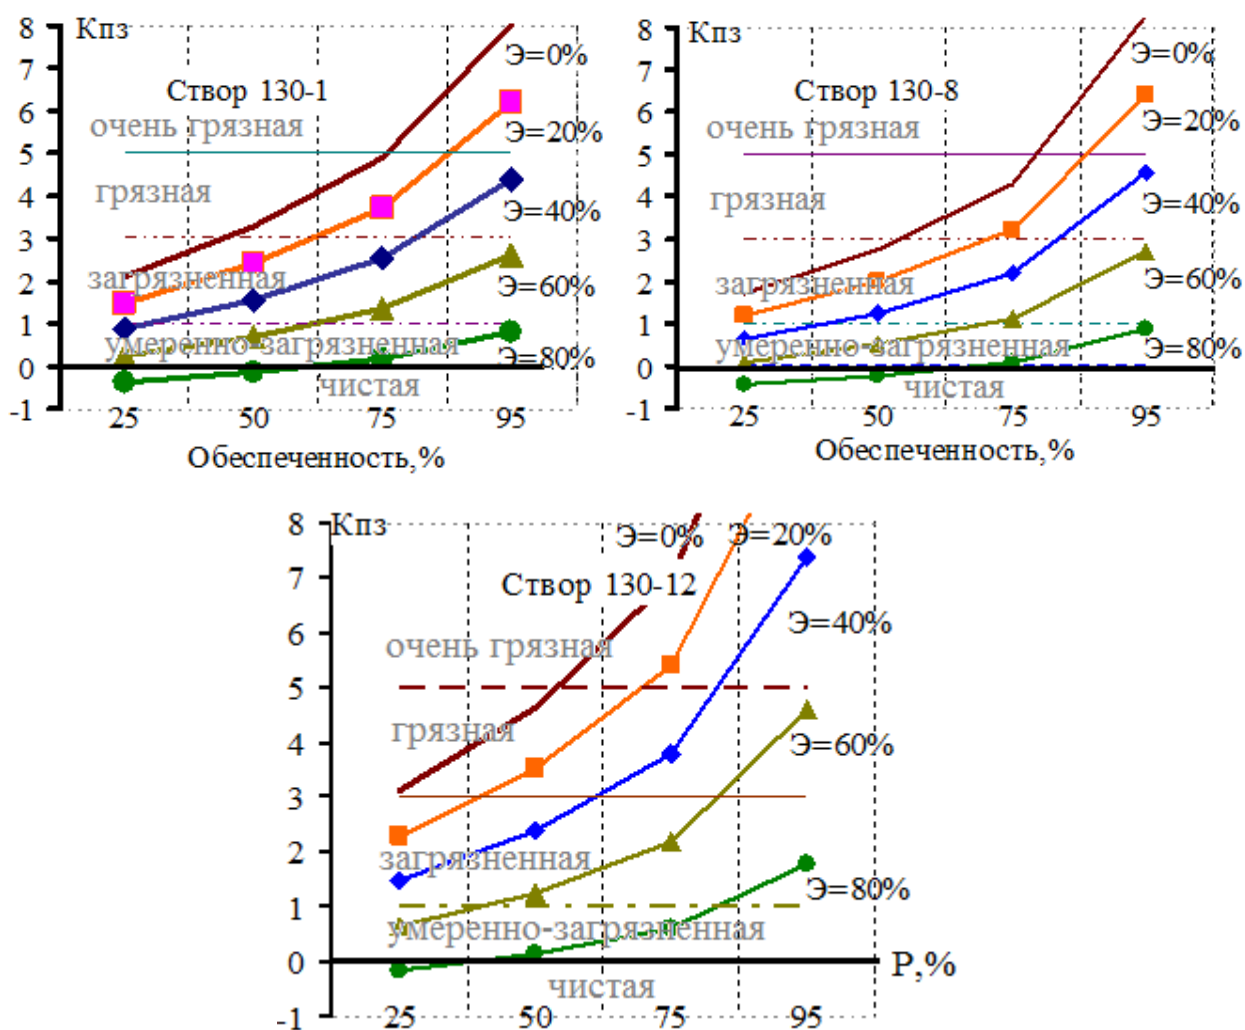 8
Кпз
7
6
5
4
3
2
1
0
-1
Створ 130-1
Э=0%
очень грязная
Э=20%
грязная
Э=40%
загрязненная
Э=60%
умеренно-загрязненная
Э=80%
чистая
25 50 75 95
Обеспеченность,%
8
Кпз
7
6
5
4
3
2
1
0
-1
Э=0%
Створ 130-8
очень грязная
Э=20%
грязная
Э=40%
загрязненная
Э=60%
умеренно-загрязненная
Э=80%
чистая
25 50 75 95
Обеспеченность,%
8
Кпз
7
6
5
4
3
2
1
0
-1
Э=0% Э=20%
Створ 130-12
Э=40%
очень грязная
грязная
Э=60%
загрязненная
Э=80%
умеренно-загрязненная
Р,%
чистая
25 50 75 95